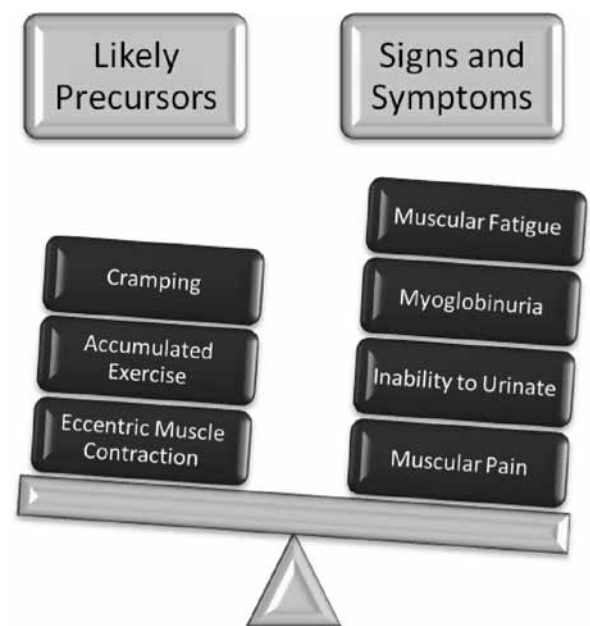 Likely
Precursors
Signs and
Symptoms
Cramping
Accumulated
Exercise
Eccentric Muscle
Contraction
Muscular Fatigue
Myoglobinuria
Inability to Urinate
Muscular Pain